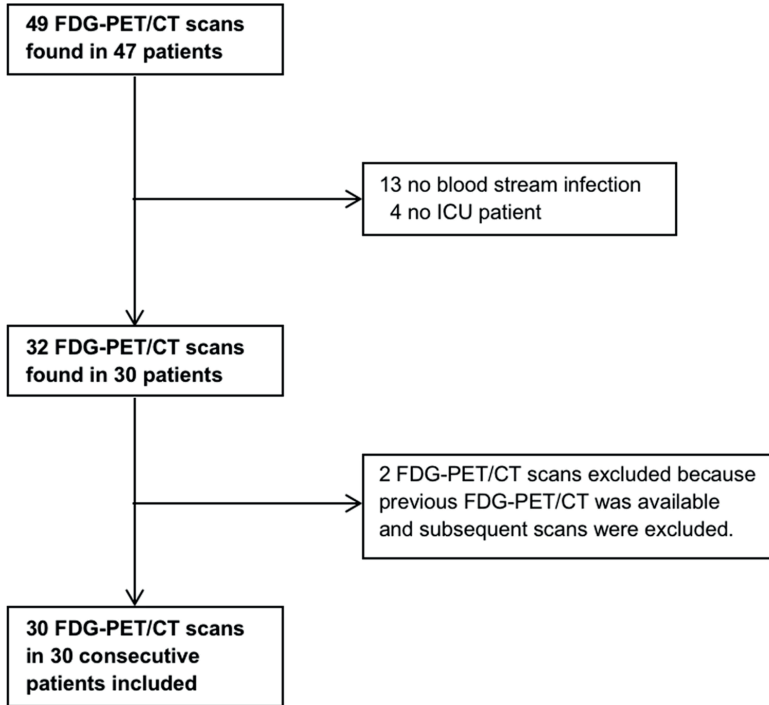 49 FDG-PET/CT scans
found in 47 patients
13 no blood stream infection
4 no ICU patient
32 FDG-PET/CT scans
found in 30 patients
2 FDG-PET/CT scans excluded because
previous FDG-PET/CT was available
and subsequent scans were excluded.
30 FDG-PET/CT scans
in 30 consecutive
patients included